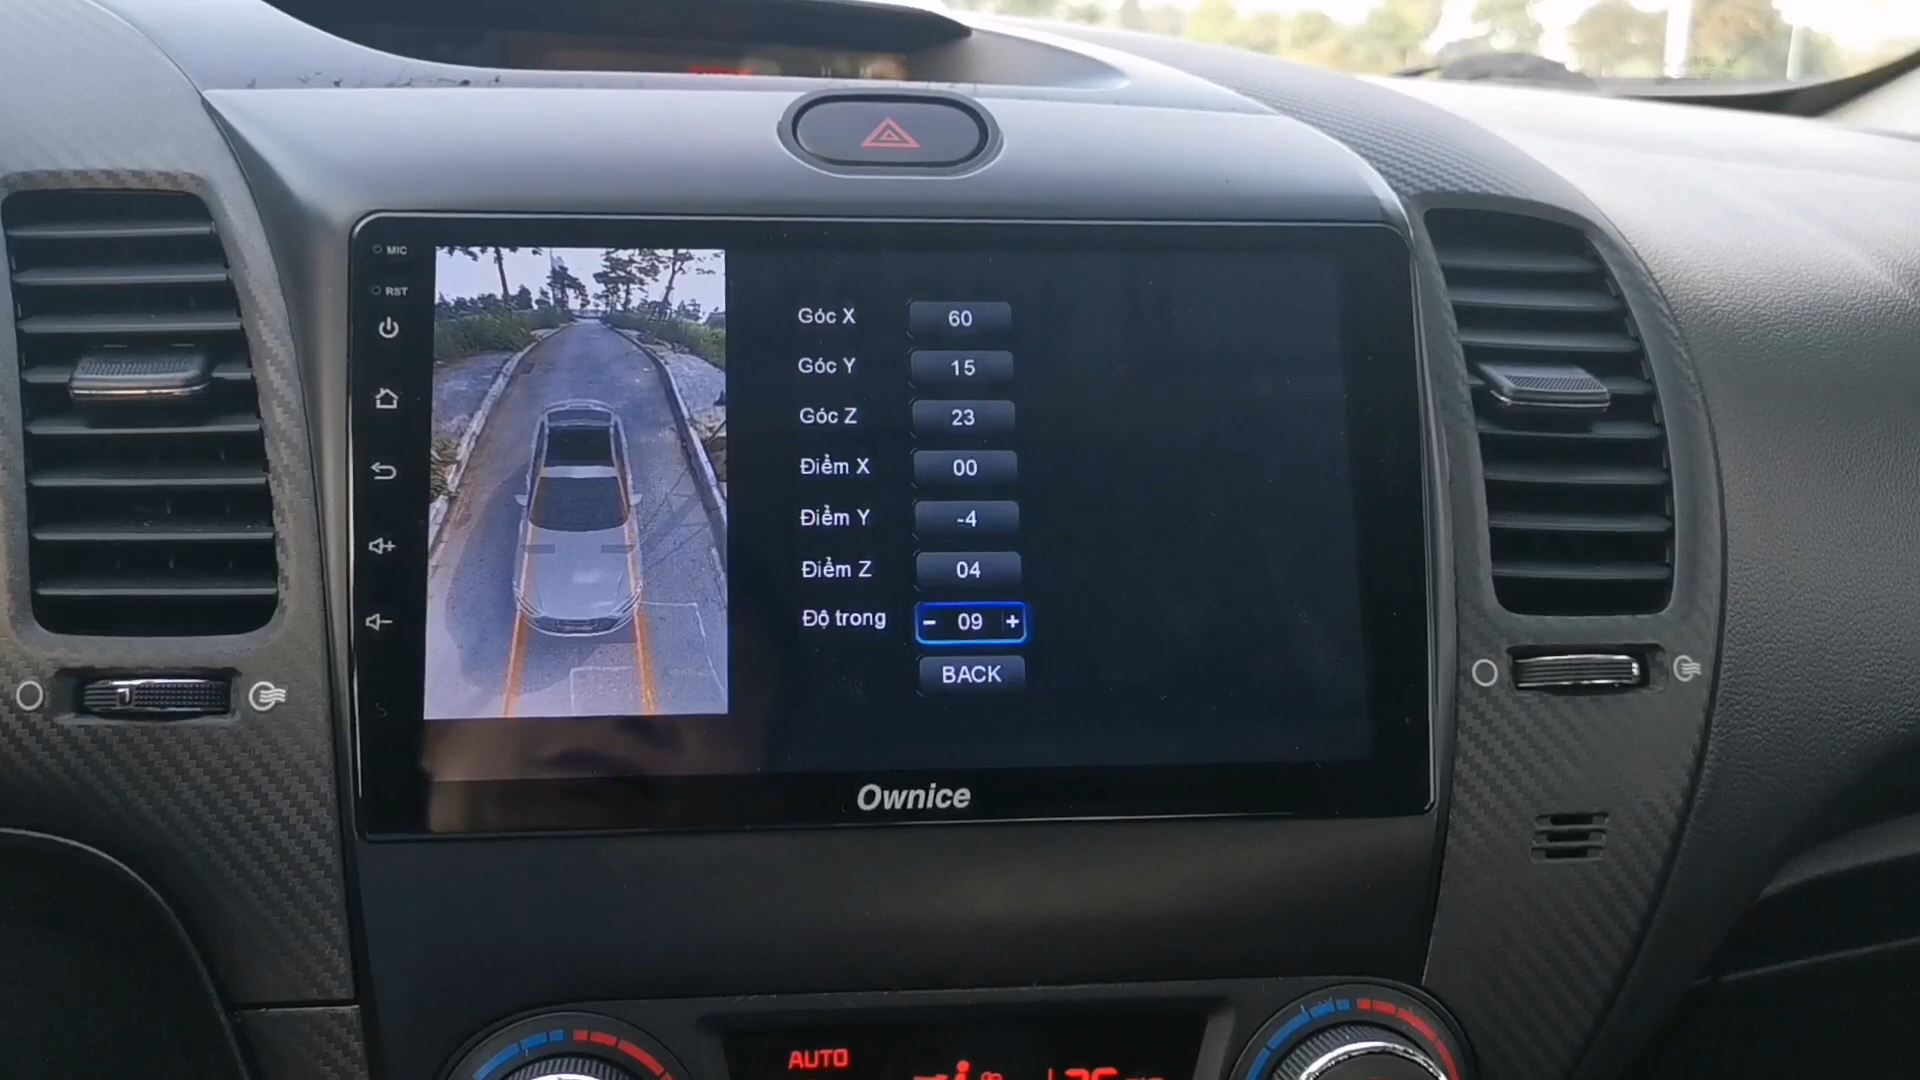 MIC
RST
Góc X 60
Góc Y 15
Góc Z 23
Điểm X 00
Điểm Y -4
Điểm Z 04
Độ trong - 09 +
BACK
Ownice
AUTO